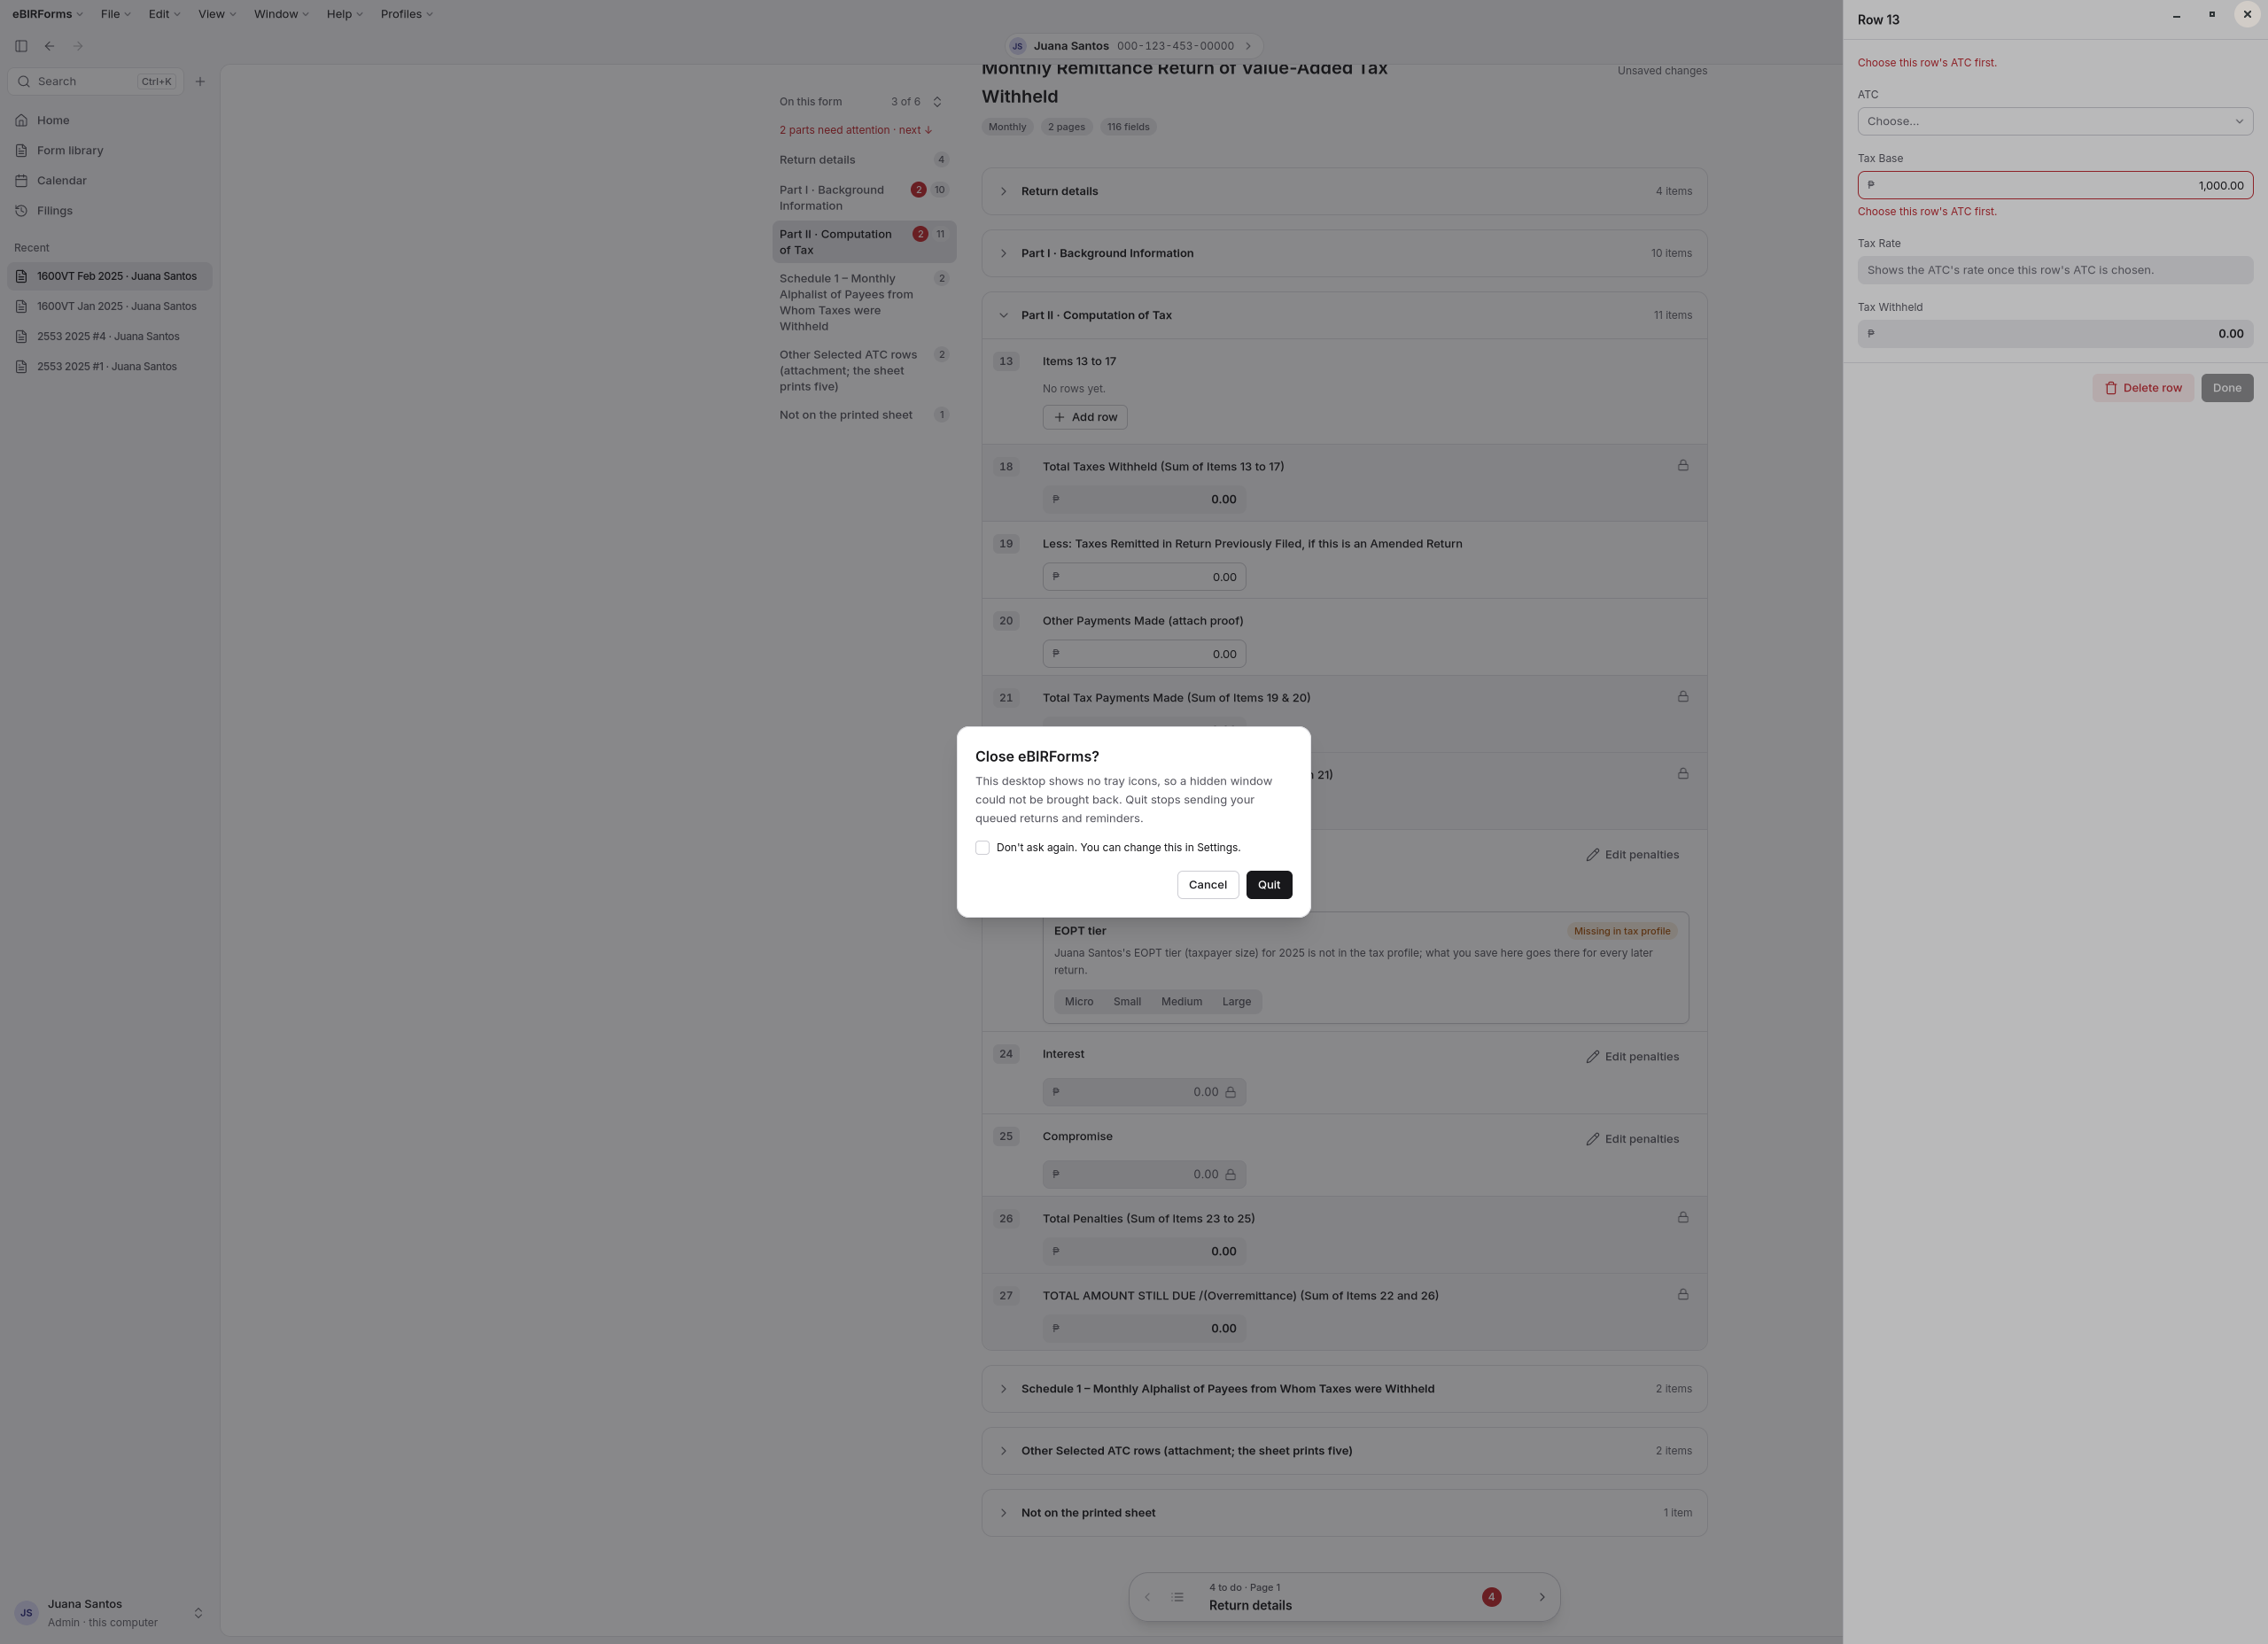 eBIRForms File Edit View Window Help Profiles
JS Juana Santos 000-123-453-00000
Search Ctrl+K
Home
Form library
Calendar
Filings
Recent
1600VT Feb 2025 · Juana Santos
1600VT Jan 2025 · Juana Santos
2553 2025 #4 · Juana Santos
2553 2025 #1 · Juana Santos
JS Juana Santos
Admin · this computer
On this form 3 of 6
2 parts need attention · next ↓
Return details 4
Part I · Background 2 10
Information
Part II · Computation 2 11
of Tax
Schedule 1 – Monthly 2
Alphalist of Payees from
Whom Taxes were
Withheld
Other Selected ATC rows 2
(attachment; the sheet
prints five)
Not on the printed sheet 1
Monthly Remittance Return of Value-Added Tax
Withheld
Unsaved changes
Monthly 2 pages 116 fields
Return details 4 items
Part I · Background Information 10 items
Part II · Computation of Tax 11 items
13 Items 13 to 17
No rows yet.
Add row
18 Total Taxes Withheld (Sum of Items 13 to 17)
₱ 0.00
19 Less: Taxes Remitted in Return Previously Filed, if this is an Amended Return
₱ 0.00
20 Other Payments Made (attach proof)
₱ 0.00
21 Total Tax Payments Made (Sum of Items 19 & 20)
21)
Edit penalties
EOPT tier Missing in tax profile
Juana Santos's EOPT tier (taxpayer size) for 2025 is not in the tax profile; what you save here goes there for every later
return.
Micro Small Medium Large
24 Interest Edit penalties
₱ 0.00
25 Compromise Edit penalties
₱ 0.00
26 Total Penalties (Sum of Items 23 to 25)
₱ 0.00
27 TOTAL AMOUNT STILL DUE /(Overremittance) (Sum of Items 22 and 26)
₱ 0.00
Schedule 1 – Monthly Alphalist of Payees from Whom Taxes were Withheld 2 items
Other Selected ATC rows (attachment; the sheet prints five) 2 items
Not on the printed sheet 1 item
4 to do · Page 1
Return details 4
Close eBIRForms?
This desktop shows no tray icons, so a hidden window
could not be brought back. Quit stops sending your
queued returns and reminders.
Don't ask again. You can change this in Settings.
Cancel Quit
Row 13
Choose this row's ATC first.
ATC
Choose...
Tax Base
₱ 1,000.00
Choose this row's ATC first.
Tax Rate
Shows the ATC's rate once this row's ATC is chosen.
Tax Withheld
₱ 0.00
Delete row Done